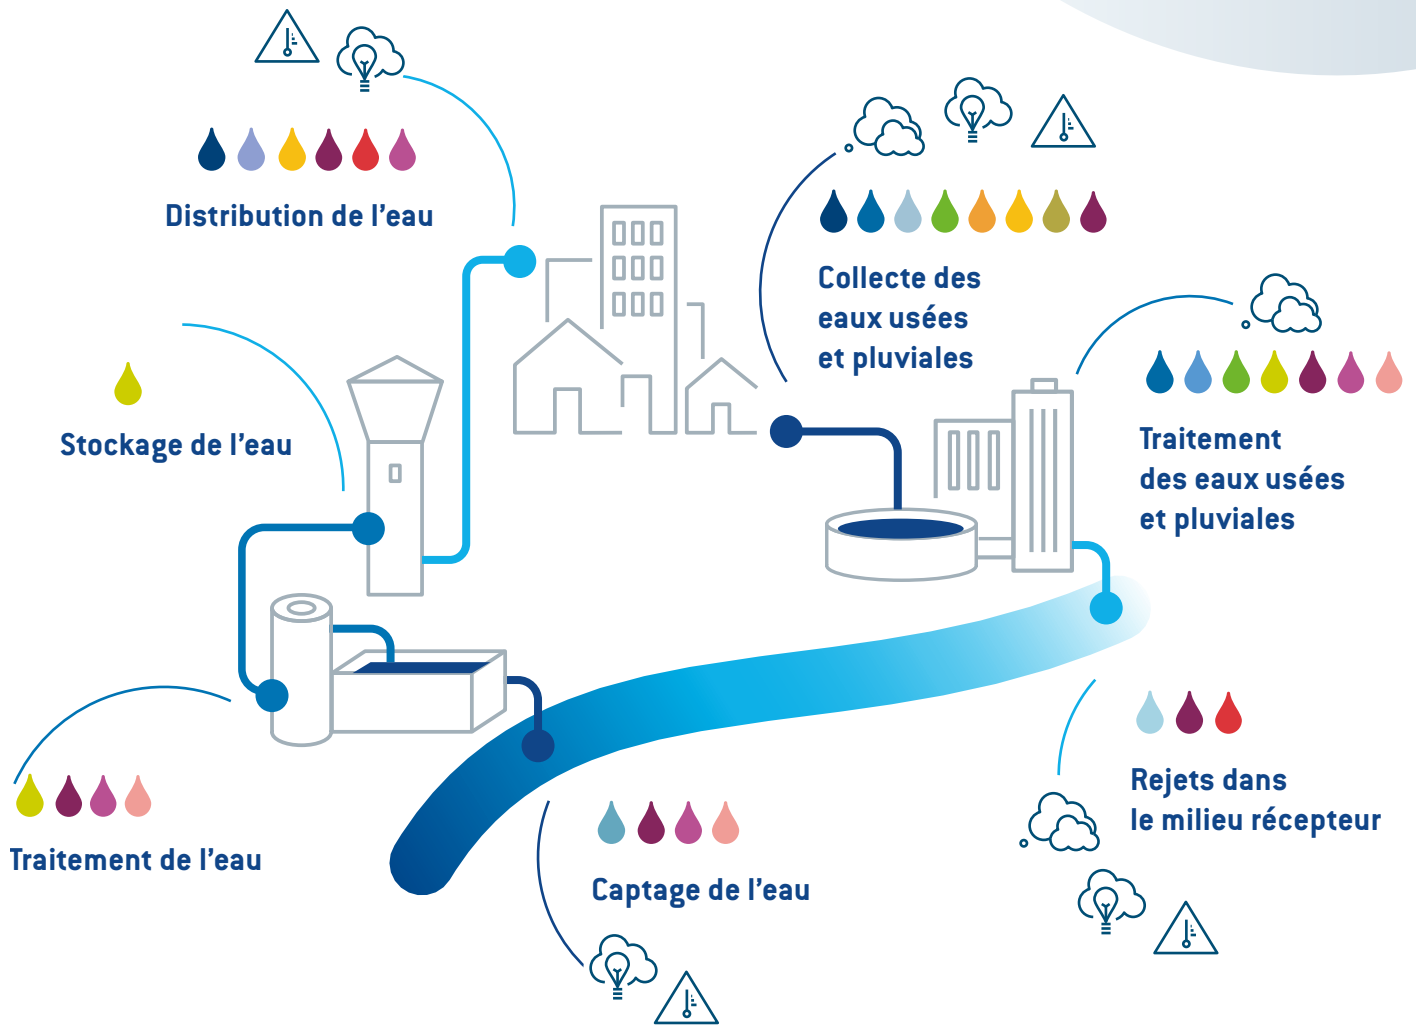 Distribution de l'eau
Collecte des
eaux usées
et pluviales
Stockage de l'eau
Traitement
des eaux usées
et pluviales
Rejets dans
le milieu récepteur
Traitement de l'eau
Captage de l'eau